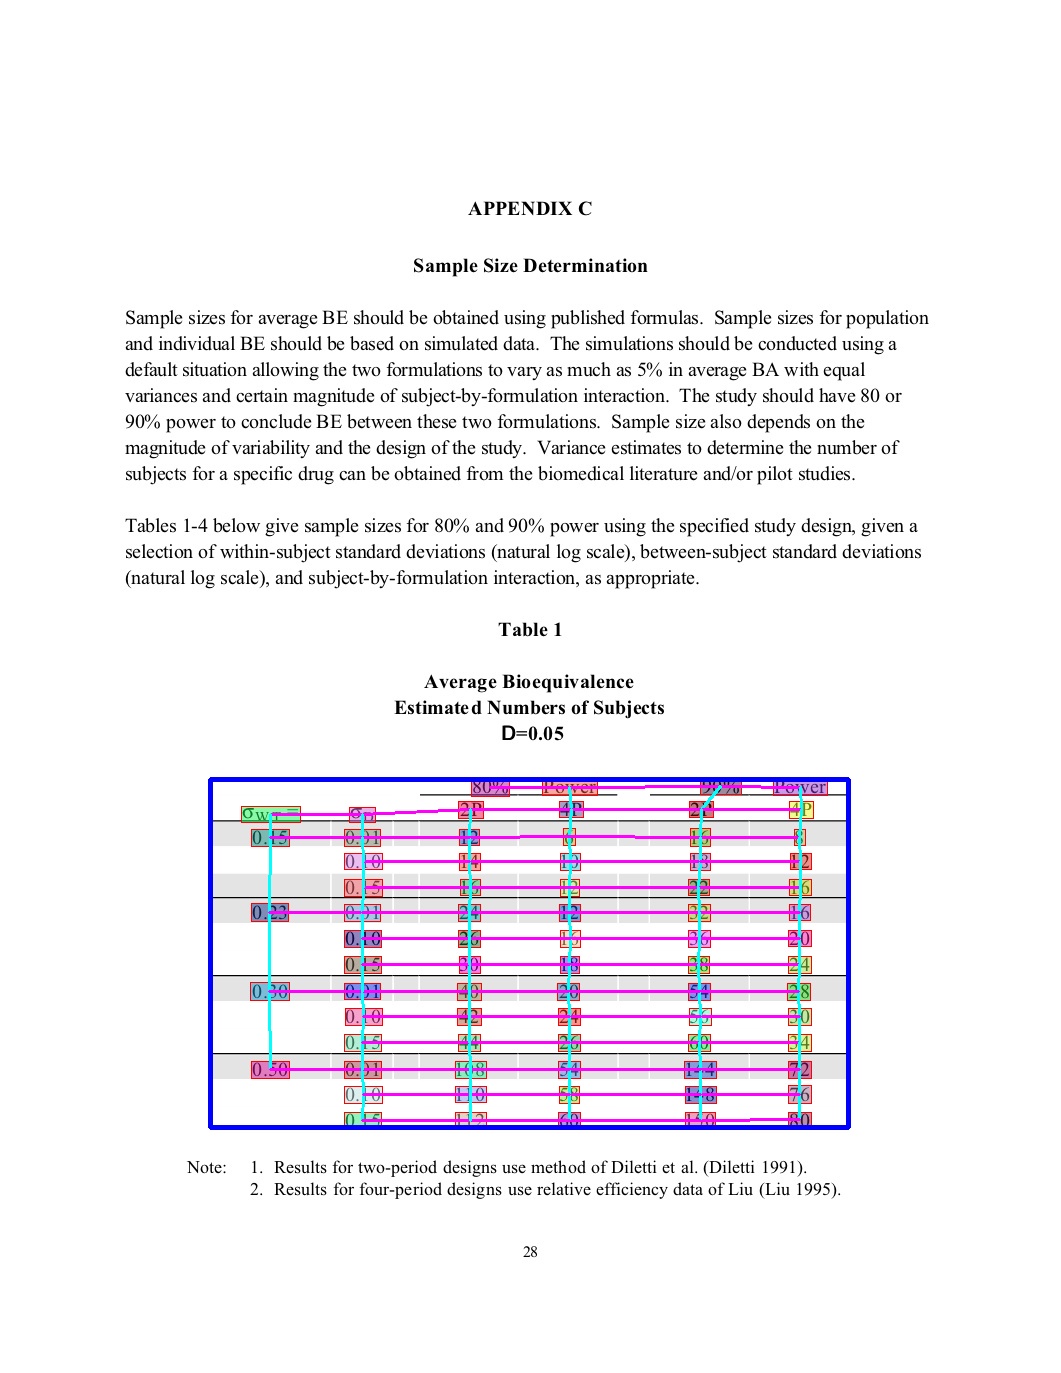 APPENDIX C
Sample Size Determination
Sample sizes for average BE should be obtained using published formulas. Sample sizes for population
and individual BE should be based on simulated data. The simulations should be conducted using a
default situation allowing the two formulations to vary as much as 5% in average BA with equal
variances and certain magnitude of subject-by-formulation interaction. The study should have 80 or
90% power to conclude BE between these two formulations. Sample size also depends on the
magnitude of variability and the design of the study. Variance estimates to determine the number of
subjects for a specific drug can be obtained from the biomedical literature and/or pilot studies.
Tables 1-4 below give sample sizes for 80% and 90% power using the specified study design, given a
selection of within-subject standard deviations (natural log scale), between-subject standard deviations
(natural log scale), and subject-by-formulation interaction, as appropriate.
Table 1
Average Bioequivalence
Estimated Numbers of Subjects
D=0.05
80% Power 90% Power
2P 4P 2P 4P
0.15 0.01 12 6 16 8
0.10 14 10 18 12
0.15 16 12 22 16
0.23 0.01 24 12 32 16
0.10 26 16 36 20
0.15 30 18 38 24
0.30 0.01 40 20 54 28
0.10 42 24 56 30
0.15 44 26 60 34
0.50 0.01 108 54 144 72
0.10 110 58 148 76
0.15 112 60 150 80
Note: 1. Results for two-period designs use method of Diletti et al. (Diletti 1991).
2. Results for four-period designs use relative efficiency data of Liu (Liu 1995).
28